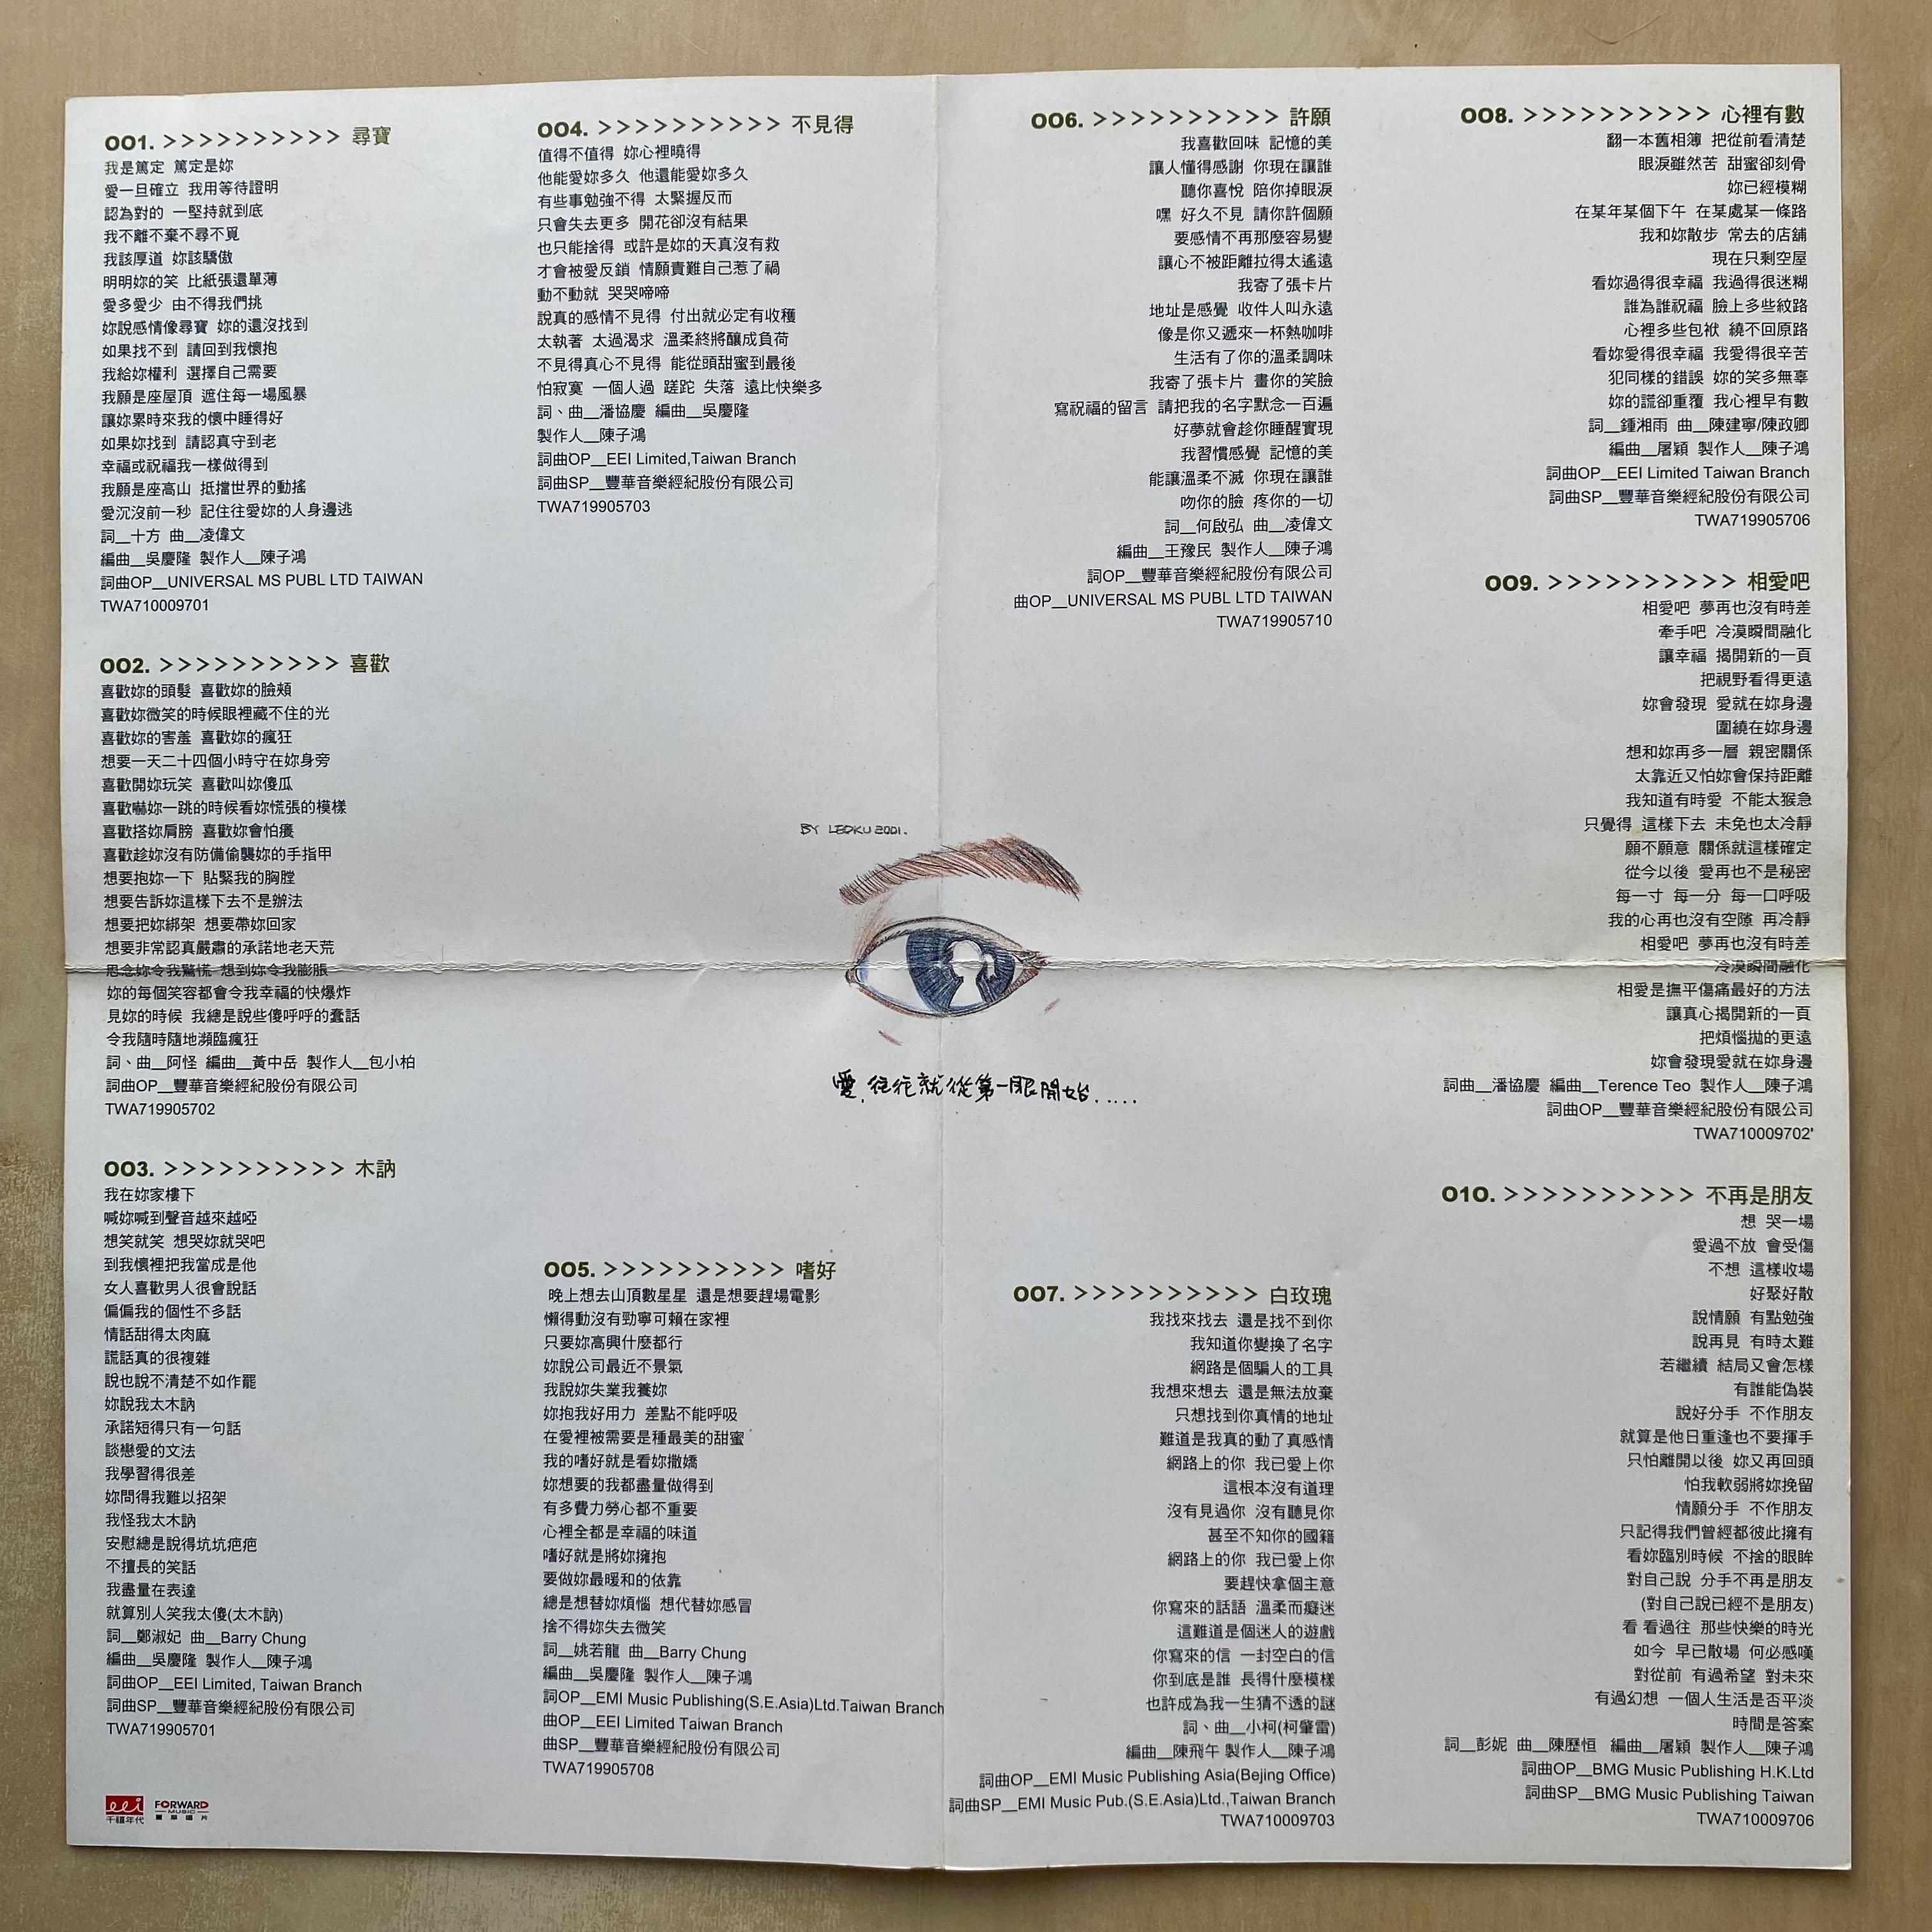 001. >>>>>>>>>> 尋寶
我是篤定 篤定是妳
愛一旦確立 我用等待證明
認為對的 一堅持就到底
我不離不棄不尋不覓
我該厚道 妳該驕傲
明明妳的笑 比紙張還單薄
愛多愛少 由不得我們挑
妳說感情像尋寶 妳的還沒找到
如果找不到 請回到我懷抱
我給妳權利 選擇自己需要
我願是座屋頂 遮住每一場風暴
讓妳累時來我的懷中睡得好
如果妳找到 請認真守到老
幸福或祝福我一樣做得到
我願是座高山 抵擋世界的動搖
愛沉沒前一秒 記住往愛妳的人身邊逃
詞__十方 曲__凌偉文
編曲__吳慶隆 製作人__陳子鴻
詞曲OP__UNIVERSAL MS PUBL LTD TAIWAN
TWA710009701
002. >>>>>>>>>> 喜歡
喜歡妳的頭髮 喜歡妳的臉頰
喜歡妳微笑的時候眼裡藏不住的光
喜歡妳的害羞 喜歡妳的瘋狂
想要一天二十四個小時守在妳身旁
喜歡開妳玩笑 喜歡叫妳傻瓜
喜歡嚇妳一跳的時候看妳慌張的模樣
喜歡搭妳肩膀 喜歡妳會怕癢
喜歡趁妳沒有防備偷襲妳的手指甲
想要抱妳一下 貼緊我的胸膛
想要告訴妳這樣下去不是辦法
想要把妳綁架 想要帶妳回家
想要非常認真嚴肅的承諾地老天荒
思念妳令我驚慌 想到妳令我膨脹
妳的每個笑容都會令我幸福的快爆炸
見妳的時候 我總是說些傻呼呼的蠢話
令我隨時隨地瀕臨瘋狂
詞、曲__阿怪 編曲__黃中岳 製作人__包小柏
詞曲OP__豐華音樂經紀股份有限公司
TWA719905702
003. >>>>>>>>>> 木訥
我在妳家樓下
喊妳喊到聲音越來越啞
想笑就笑 想哭妳就哭吧
到我懷裡把我當成是他
女人喜歡男人很會說話
偏偏我的個性不多話
情話甜得太肉麻
謊話真的很複雜
說也說不清楚不如作罷
妳說我太木訥
承諾短得只有一句話
談戀愛的文法
我學習得很差
妳問得我難以招架
我怪我太木訥
安慰總是說得坑坑疤疤
不擅長的笑話
我盡量在表達
就算別人笑我太傻(太木訥)
詞__鄭淑妃 曲__Barry Chung
編曲__吳慶隆 製作人__陳子鴻
詞曲OP__EEI Limited, Taiwan Branch
詞曲SP__豐華音樂經紀股份有限公司
TWA719905701
eei
千禧年代
FORWARD
MUSIC
豐華唱片
004. >>>>>>>>>> 不見得
值得不值得 妳心裡曉得
他能愛妳多久 他還能愛妳多久
有些事勉強不得 太緊握反而
只會失去更多 開花卻沒有結果
也只能捨得 或許是妳的天真沒有救
才會被愛反鎖 情願責難自己惹了禍
動不動就 哭哭啼啼
說真的感情不見得 付出就必定有收穫
太執著 太過渴求 溫柔終將釀成負荷
不見得真心不見得 能從頭甜蜜到最後
怕寂寞 一個人過 蹉跎 失落 遠比快樂多
詞、曲__潘協慶 編曲__吳慶隆
製作人__陳子鴻
詞曲OP__EEI Limited,Taiwan Branch
詞曲SP__豐華音樂經紀股份有限公司
TWA719905703
BY LEOKU 2001.
愛,往往就從第一眼開始.....
005. >>>>>>>>>> 嗜好
晚上想去山頂數星星 還是想要趕場電影
懶得動沒有勁寧可賴在家裡
只要妳高興什麼都行
妳說公司最近不景氣
我說妳失業我養妳
妳抱我好用力 差點不能呼吸
在愛裡被需要是種最美的甜蜜
我的嗜好就是看妳撒嬌
妳想要的我都盡量做得到
有多費力勞心都不重要
心裡全都是幸福的味道
嗜好就是將妳擁抱
要做妳最暖和的依靠
總是想替妳煩惱 想代替妳感冒
捨不得妳失去微笑
詞__姚若龍 曲__Barry Chung
編曲__吳慶隆 製作人__陳子鴻
詞OP__EMI Music Publishing(S.E.Asia)Ltd.Taiwan Branch
曲OP__EEI Limited Taiwan Branch
曲SP__豐華音樂經紀股份有限公司
TWA719905708
006. >>>>>>>>>> 許願
我喜歡回味 記憶的美
讓人懂得感謝 你現在讓誰
聽你喜悅 陪你掉眼淚
嘿 好久不見 請你許個願
要感情不再那麼容易變
讓心不被距離拉得太遙遠
我寄了張卡片
地址是感覺 收件人叫永遠
像是你又遞來一杯熱咖啡
生活有了你的溫柔調味
我寄了張卡片 畫你的笑臉
寫祝福的留言 請把我的名字默念一百遍
好夢就會趁你睡醒實現
我習慣感覺 記憶的美
能讓溫柔不滅 你現在讓誰
吻你的臉 疼你的一切
詞__何啟弘 曲__凌偉文
編曲__王豫民 製作人__陳子鴻
詞OP__豐華音樂經紀股份有限公司
曲OP__UNIVERSAL MS PUBL LTD TAIWAN
TWA719905710
007. >>>>>>>>>> 白玫瑰
我找來找去 還是找不到你
我知道你變換了名字
網路是個騙人的工具
我想來想去 還是無法放棄
只想找到你真情的地址
難道是我真的動了真感情
網路上的你 我已愛上你
這根本沒有道理
沒有見過你 沒有聽見你
甚至不知你的國籍
網路上的你 我已愛上你
要趕快拿個主意
你寫來的話語 溫柔而癡迷
這難道是個迷人的遊戲
你寫來的信 一封空白的信
你到底是誰 長得什麼模樣
也許成為我一生猜不透的謎
詞、曲__小柯(柯肇雷)
編曲__陳飛午 製作人__陳子鴻
詞曲OP__EMI Music Publishing Asia(Bejing Office)
詞曲SP__EMI Music Pub.(S.E.Asia)Ltd.,Taiwan Branch
TWA710009703
008. >>>>>>>>>> 心裡有數
翻一本舊相簿 把從前看清楚
眼淚雖然苦 甜蜜卻刻骨
妳已經模糊
在某年某個下午 在某處某一條路
我和妳散步 常去的店舖
現在只剩空屋
看妳過得很幸福 我過得很迷糊
誰為誰祝福 臉上多些紋路
心裡多些包袱 繞不回原路
看妳愛得很幸福 我愛得很辛苦
犯同樣的錯誤 妳的笑多無辜
妳的謊卻重覆 我心裡早有數
詞__鍾湘雨 曲__陳建寧/陳政卿
編曲__屠穎 製作人__陳子鴻
詞曲OP__EEI Limited Taiwan Branch
詞曲SP__豐華音樂經紀股份有限公司
TWA719905706
009. >>>>>>>>>> 相愛吧
相愛吧 夢再也沒有時差
牽手吧 冷漠瞬間融化
讓幸福 揭開新的一頁
把視野看得更遠
妳會發現 愛就在妳身邊
圍繞在妳身邊
想和妳再多一層 親密關係
太靠近又怕妳會保持距離
我知道有時愛 不能太猴急
只覺得 這樣下去 未免也太冷靜
願不願意 關係就這樣確定
從今以後 愛再也不是秘密
每一寸 每一分 每一口呼吸
我的心再也沒有空隙 再冷靜
相愛吧 夢再也沒有時差
冷漠瞬間融化
相愛是撫平傷痛最好的方法
讓真心揭開新的一頁
把煩惱拋的更遠
妳會發現愛就在妳身邊
詞曲__潘協慶 編曲__Terence Teo 製作人__陳子鴻
詞曲OP__豐華音樂經紀股份有限公司
TWA710009702'
010. >>>>>>>>>> 不再是朋友
想 哭一場
愛過不放 會受傷
不想 這樣收場
好聚好散
說情願 有點勉強
說再見 有時太難
若繼續 結局又會怎樣
有誰能偽裝
說好分手 不作朋友
就算是他日重逢也不要揮手
只怕離開以後 妳又再回頭
怕我軟弱將妳挽留
情願分手 不作朋友
只記得我們曾經都彼此擁有
看妳臨別時候 不捨的眼眸
對自己說 分手不再是朋友
(對自己說已經不是朋友)
看 看過往 那些快樂的時光
如今 早已散場 何必感嘆
對從前 有過希望 對未來
有過幻想 一個人生活是否平淡
時間是答案
詞__彭妮 曲__陳歷恒 編曲__屠穎 製作人__陳子鴻
詞曲OP__BMG Music Publishing H.K.Ltd
詞曲SP__BMG Music Publishing Taiwan
TWA710009706